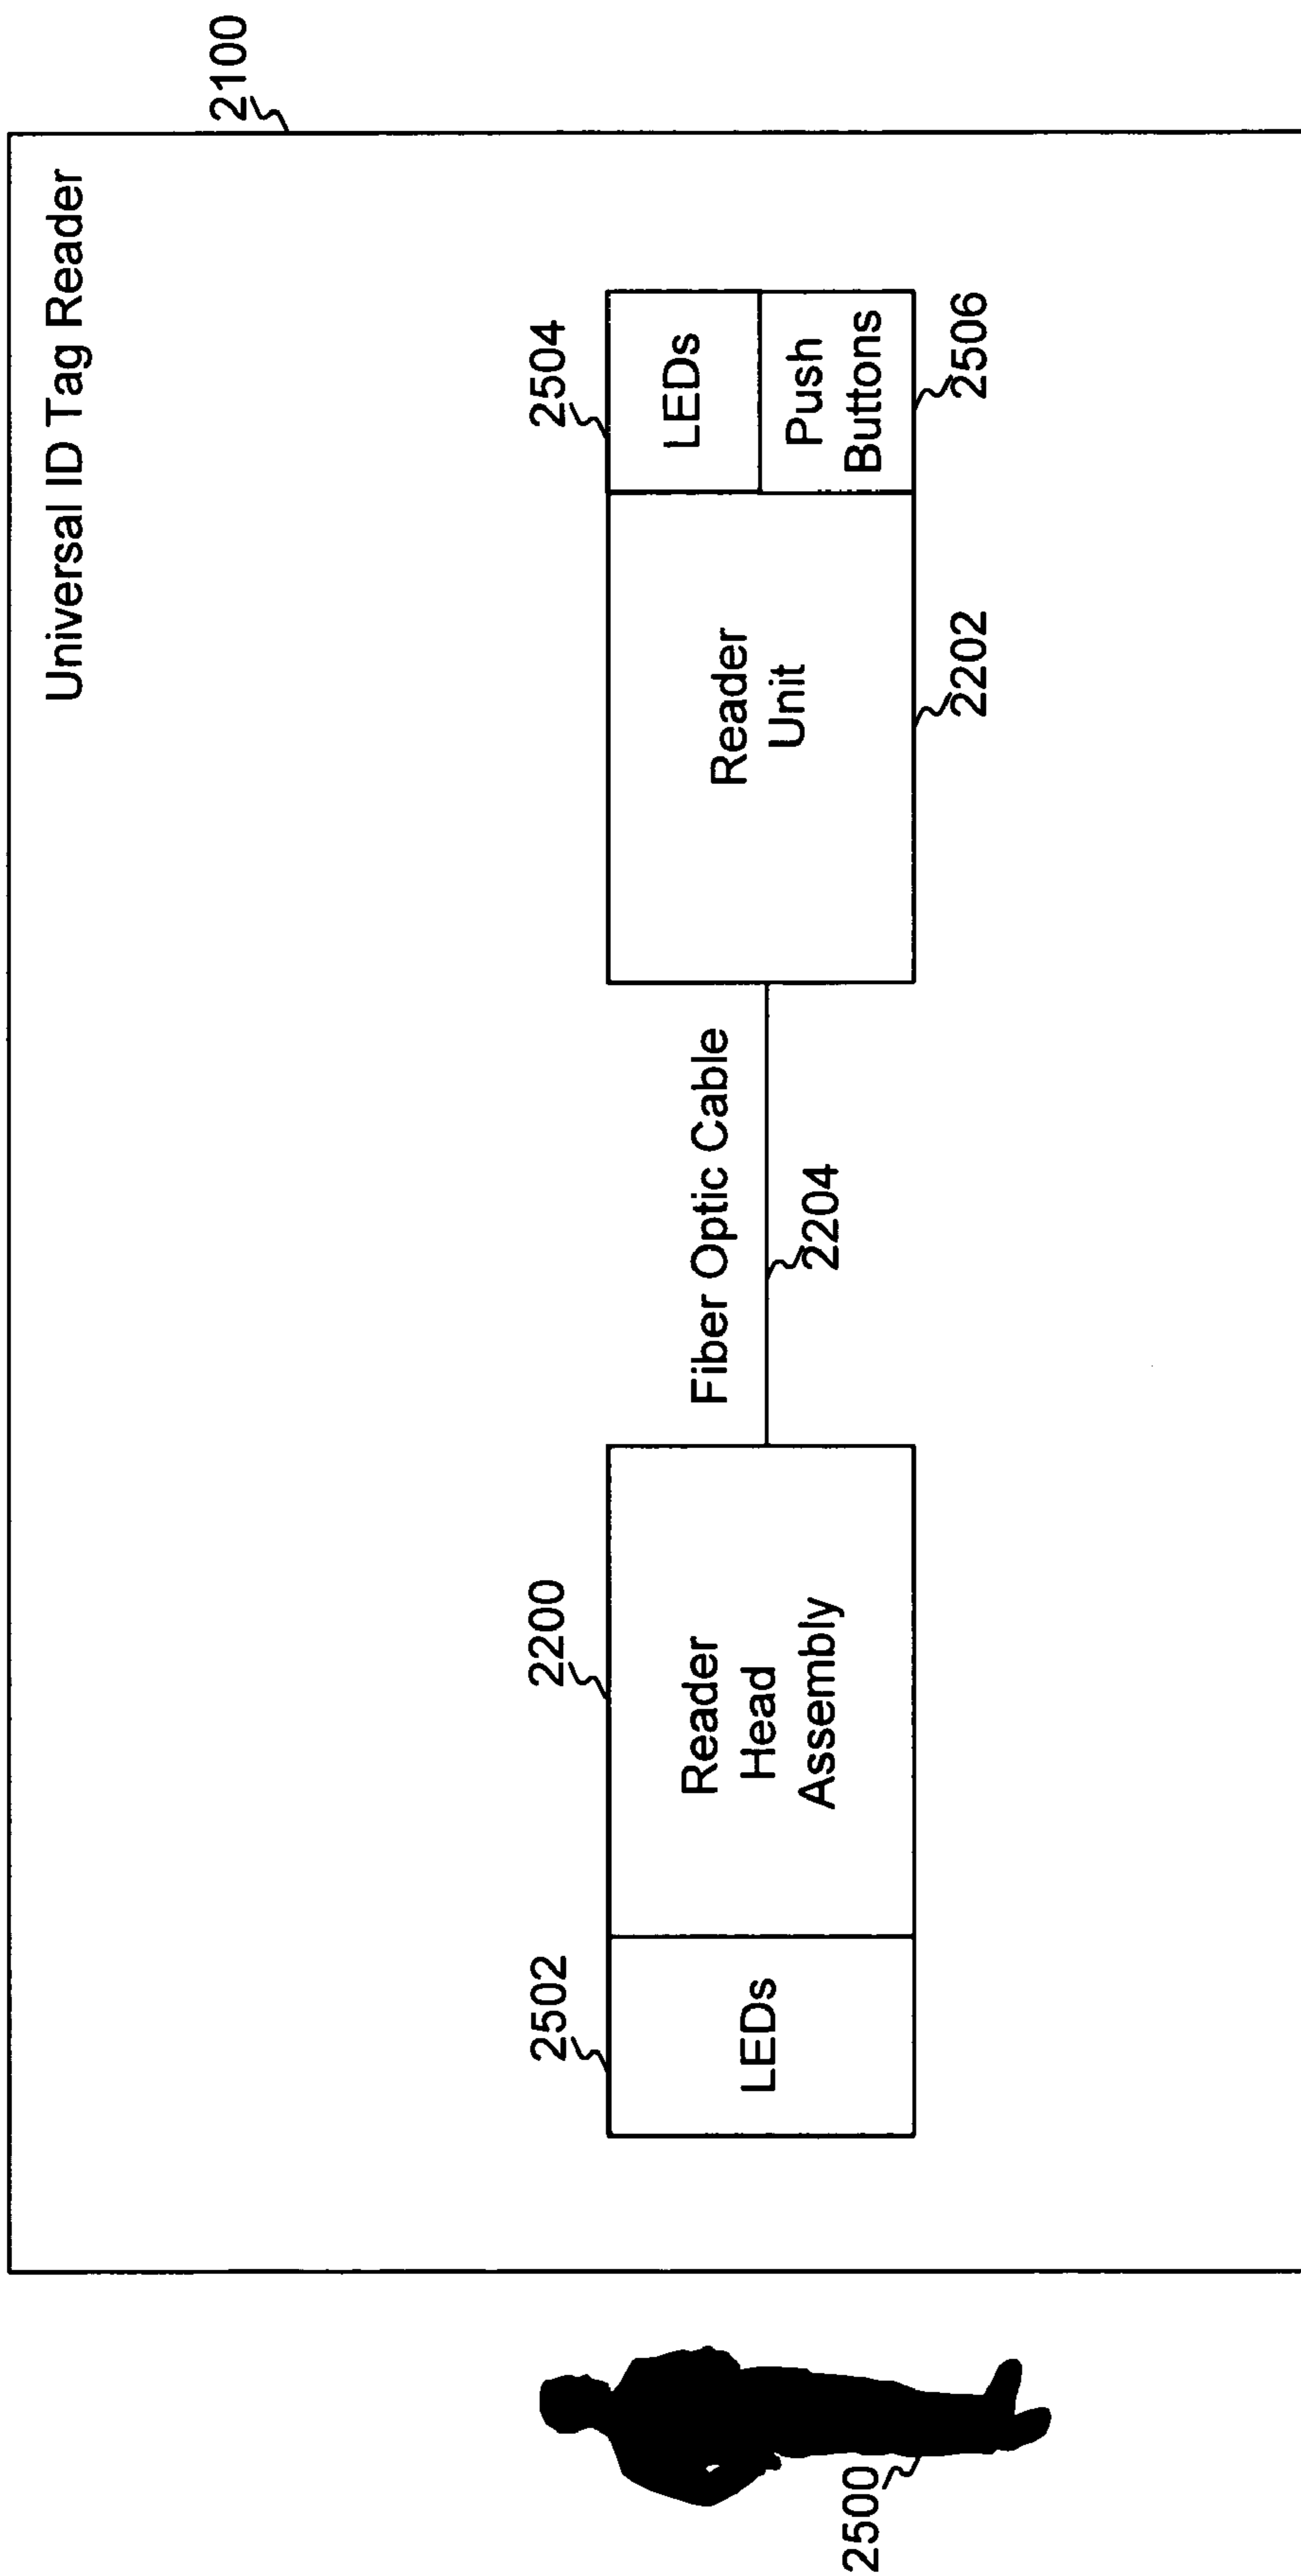 Universal ID Tag Reader
2100
2502
2200
2504
LEDs
Reader
Head
Assembly
Fiber Optic Cable
2204
Reader
Unit
LEDs
Push
Buttons
2500
2202
2506